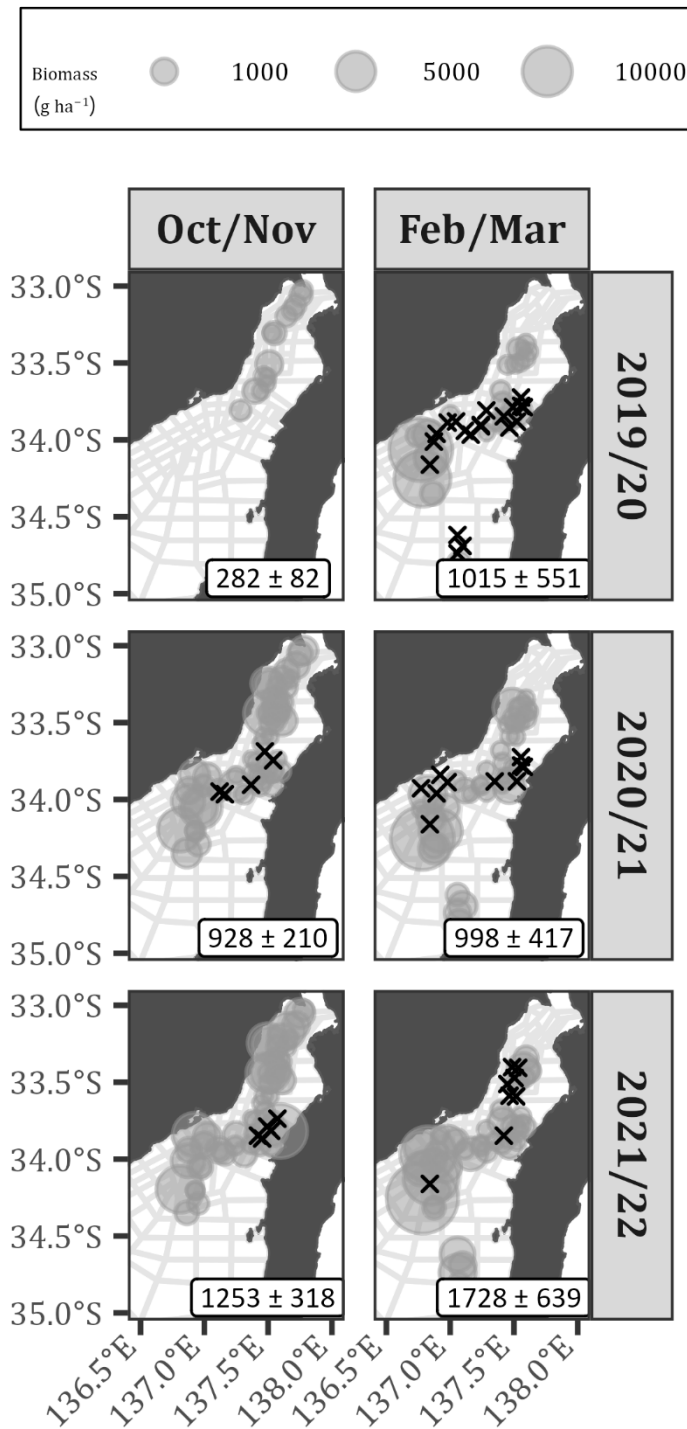 Biomass
(g ha⁻¹)
1000
5000
10000
Oct/Nov
Feb/Mar
33.0°S
33.5°S
34.0°S
34.5°S
35.0°S
282 ± 82
1015 ± 551
2019/20
33.0°S
33.5°S
34.0°S
34.5°S
35.0°S
928 ± 210
998 ± 417
2020/21
33.0°S
33.5°S
34.0°S
34.5°S
35.0°S
1253 ± 318
1728 ± 639
2021/22
136.5°E
137.0°E
137.5°E
138.0°E
136.5°E
137.0°E
137.5°E
138.0°E